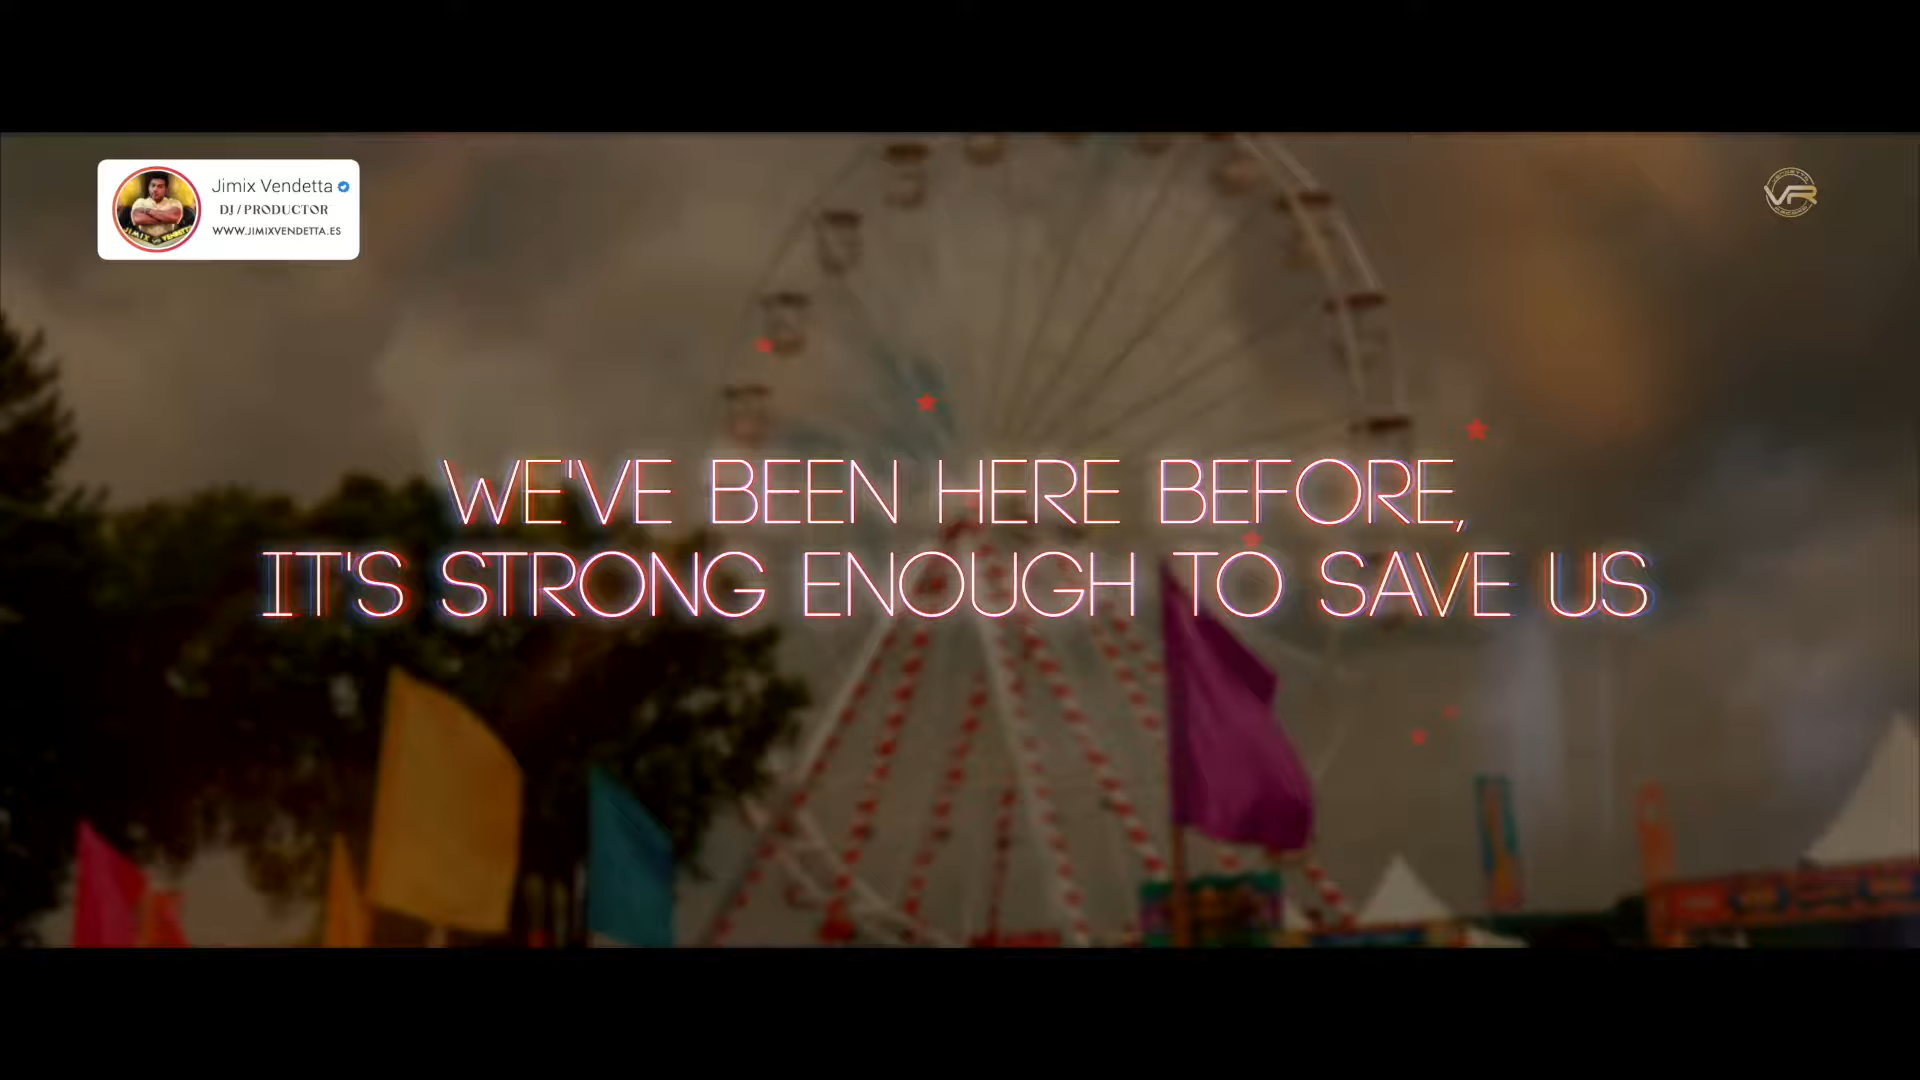 Jimix Vendetta
DJ/PRODUCTOR
WWW.JIMIXVENDETTA.ES
VR
WE'VE BEEN HERE BEFORE,
IT'S STRONG ENOUGH TO SAVE US